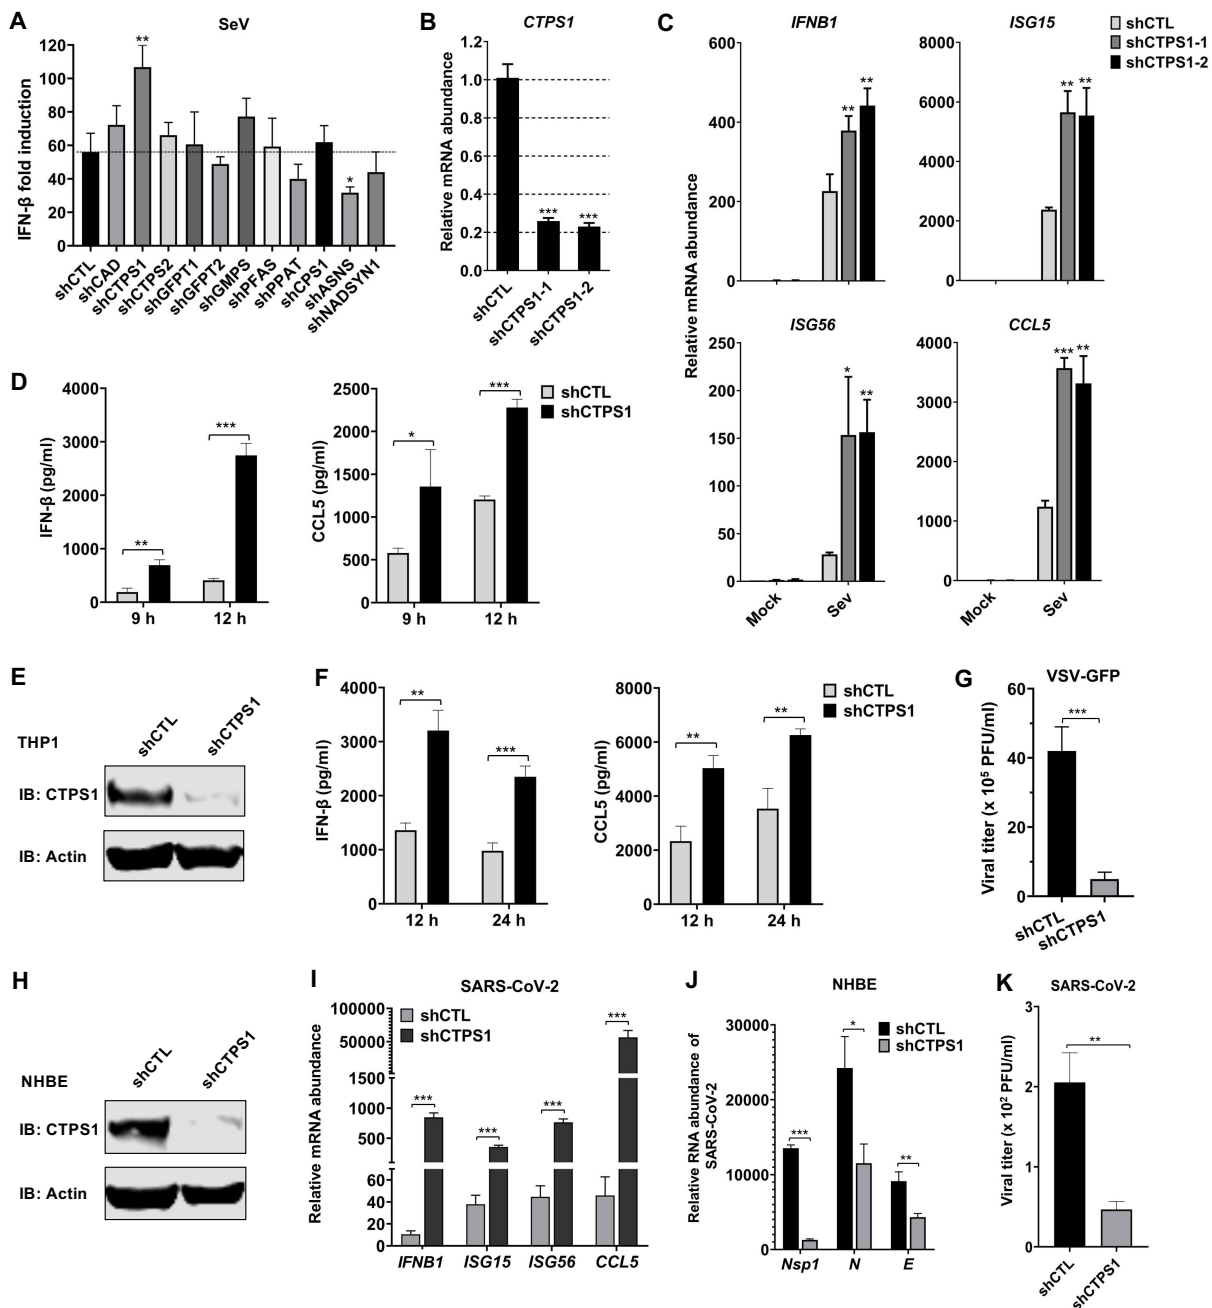 A
SeV
IFN-β fold induction
120
100
80
60
40
20
0
**
*
shCTL
shCAD
shCTPS1
shCTPS2
shGFPT1
shGFPT2
shGMPS
shPFAS
shPPAT
shCPS1
shASNS
shNADSYN1
B
CTPS1
Relative mRNA abundance
1.2
1.0
0.8
0.6
0.4
0.2
0.0
***
***
shCTL
shCTPS1-1
shCTPS1-2
C
shCTL
shCTPS1-1
shCTPS1-2
Relative mRNA abundance
IFNB1
600
400
200
0
**
**
ISG15
8000
6000
4000
2000
0
**
**
ISG56
250
200
150
100
50
0
*
**
Mock
Sev
CCL5
4000
3000
2000
1000
0
***
**
Mock
Sev
D
IFN-β (pg/ml)
4000
3000
2000
1000
0
**
***
9 h
12 h
CCL5 (pg/ml)
2500
2000
1500
1000
500
0
*
***
9 h
12 h
shCTL
shCTPS1
E
THP1
shCTL
shCTPS1
IB: CTPS1
IB: Actin
F
IFN-β (pg/ml)
4000
3000
2000
1000
0
**
***
12 h
24 h
CCL5 (pg/ml)
8000
6000
4000
2000
0
**
**
12 h
24 h
shCTL
shCTPS1
G
VSV-GFP
Viral titer (x 10⁵ PFU/ml)
60
40
20
0
***
shCTL
shCTPS1
H
NHBE
shCTL
shCTPS1
IB: CTPS1
IB: Actin
I
SARS-CoV-2
shCTL
shCTPS1
Relative mRNA abundance
100000
50000
1500
1000
500
60
40
20
0
***
***
***
***
IFNB1
ISG15
ISG56
CCL5
J
NHBE
shCTL
shCTPS1
Relative RNA abundance of
SARS-CoV-2
30000
20000
10000
0
***
*
**
Nsp1
N
E
K
SARS-CoV-2
Viral titer (x 10² PFU/ml)
3
2
1
0
**
shCTL
shCTPS1